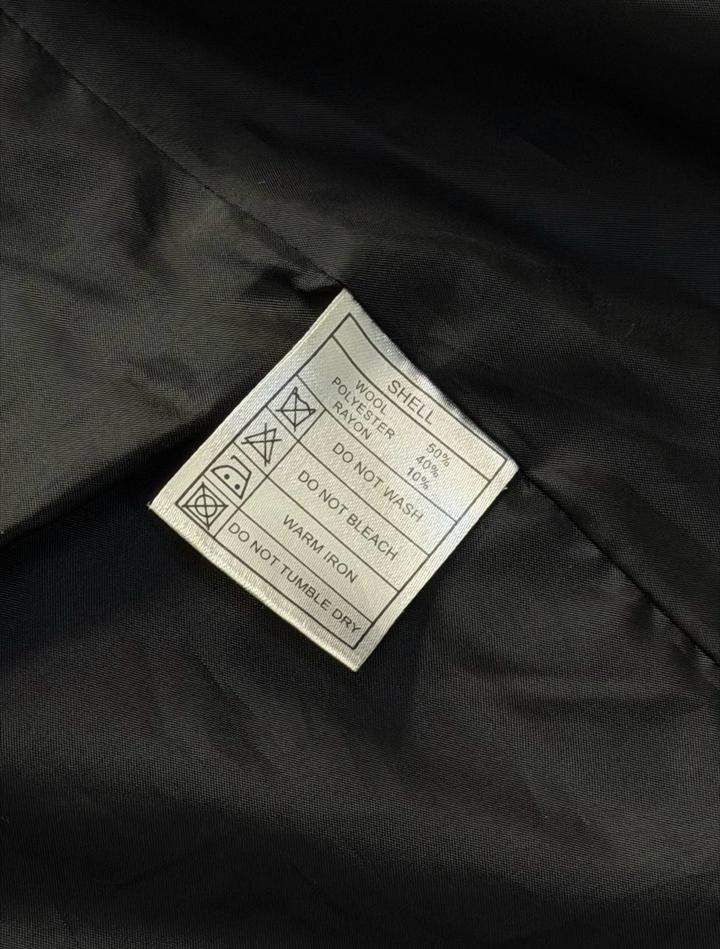 SHELL
WOOL 50%
POLYESTER 40%
RAYON 10%
DO NOT WASH
DO NOT BLEACH
WARM IRON
DO NOT TUMBLE DRY